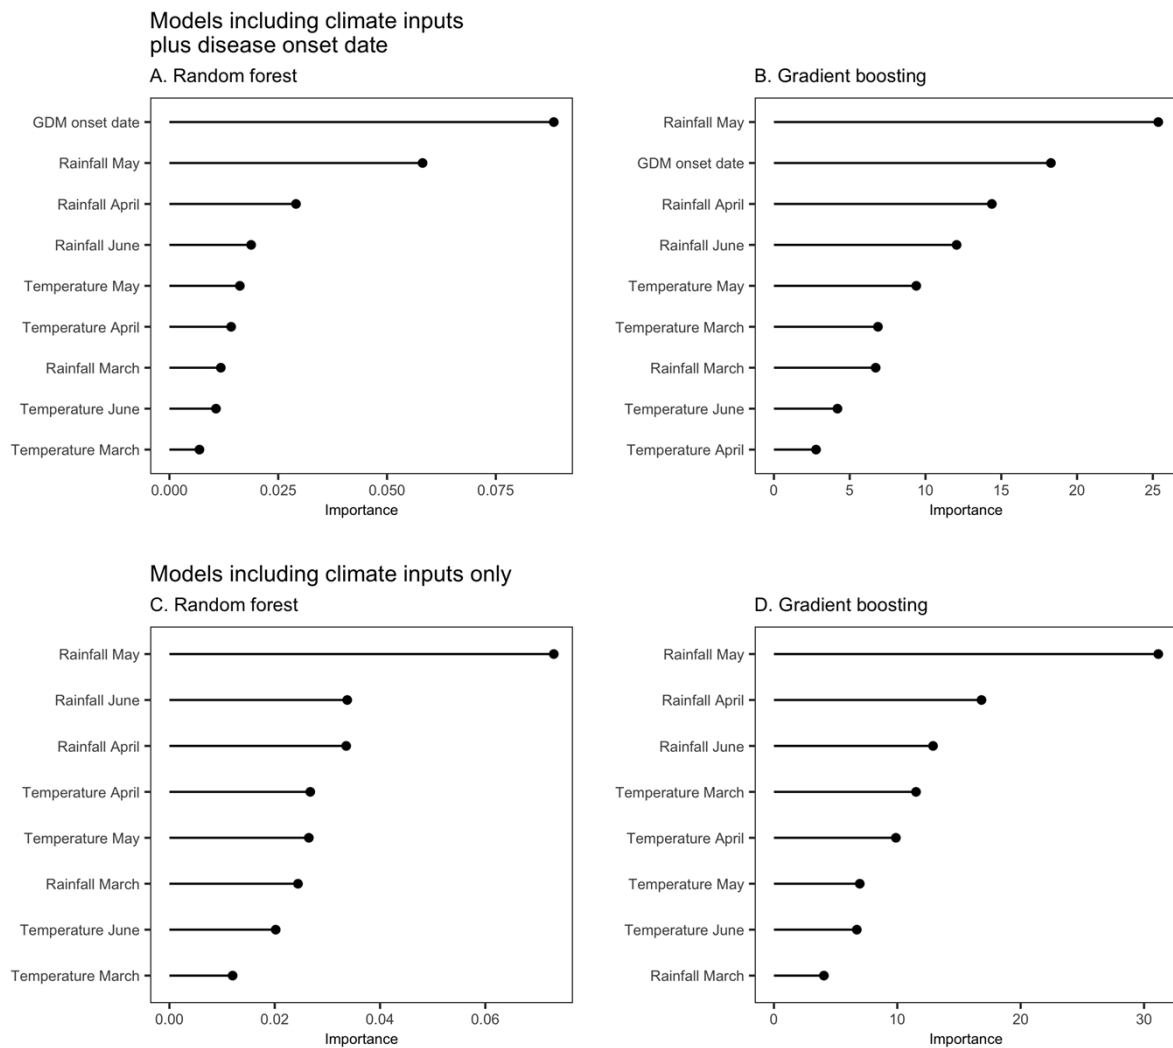 Models including climate inputs
plus disease onset date
A. Random forest
GDM onset date
Rainfall May
Rainfall April
Rainfall June
Temperature May
Temperature April
Rainfall March
Temperature June
Temperature March
0.000 0.025 0.050 0.075
Importance
B. Gradient boosting
Rainfall May
GDM onset date
Rainfall April
Rainfall June
Temperature May
Temperature March
Rainfall March
Temperature June
Temperature April
0 5 10 15 20 25
Importance
Models including climate inputs only
C. Random forest
Rainfall May
Rainfall June
Rainfall April
Temperature April
Temperature May
Rainfall March
Temperature June
Temperature March
0.00 0.02 0.04 0.06
Importance
D. Gradient boosting
Rainfall May
Rainfall April
Rainfall June
Temperature March
Temperature April
Temperature May
Temperature June
Rainfall March
0 10 20 30
Importance